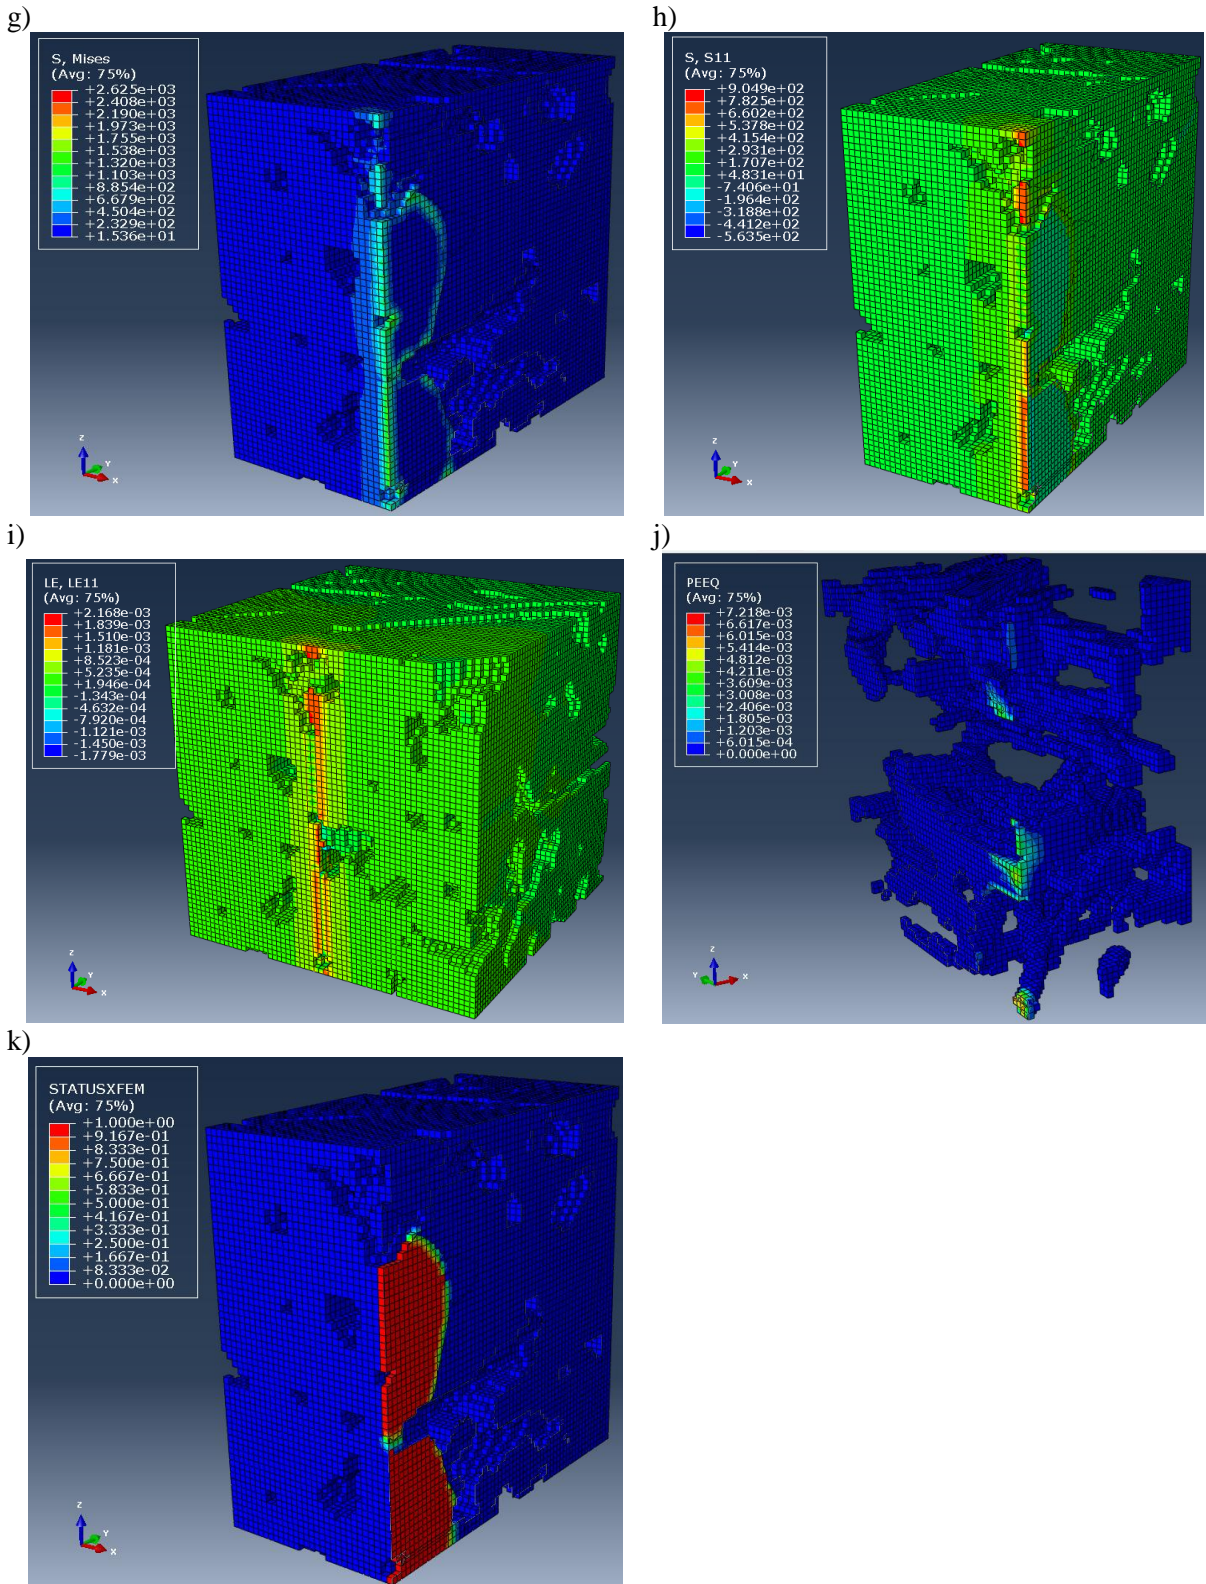 g)
S, Mises
(Avg: 75%)
+2.625e+03
+2.408e+03
+2.190e+03
+1.973e+03
+1.755e+03
+1.538e+03
+1.320e+03
+1.103e+03
+8.854e+02
+6.679e+02
+4.504e+02
+2.329e+02
+1.536e+01
Z
Y
X
h)
S, S11
(Avg: 75%)
+9.049e+02
+7.825e+02
+6.602e+02
+5.378e+02
+4.154e+02
+2.931e+02
+1.707e+02
+4.831e+01
-7.406e+01
-1.964e+02
-3.188e+02
-4.412e+02
-5.635e+02
Z
Y
X
i)
LE, LE11
(Avg: 75%)
+2.168e-03
+1.839e-03
+1.510e-03
+1.181e-03
+8.523e-04
+5.235e-04
+1.946e-04
-1.343e-04
-4.632e-04
-7.920e-04
-1.121e-03
-1.450e-03
-1.779e-03
Z
Y
X
j)
PEEQ
(Avg: 75%)
+7.218e-03
+6.617e-03
+6.015e-03
+5.414e-03
+4.812e-03
+4.211e-03
+3.609e-03
+3.008e-03
+2.406e-03
+1.805e-03
+1.203e-03
+6.015e-04
+0.000e+00
Z
Y
X
k)
STATUSXFEM
(Avg: 75%)
+1.000e+00
+9.167e-01
+8.333e-01
+7.500e-01
+6.667e-01
+5.833e-01
+5.000e-01
+4.167e-01
+3.333e-01
+2.500e-01
+1.667e-01
+8.333e-02
+0.000e+00
Z
Y
X